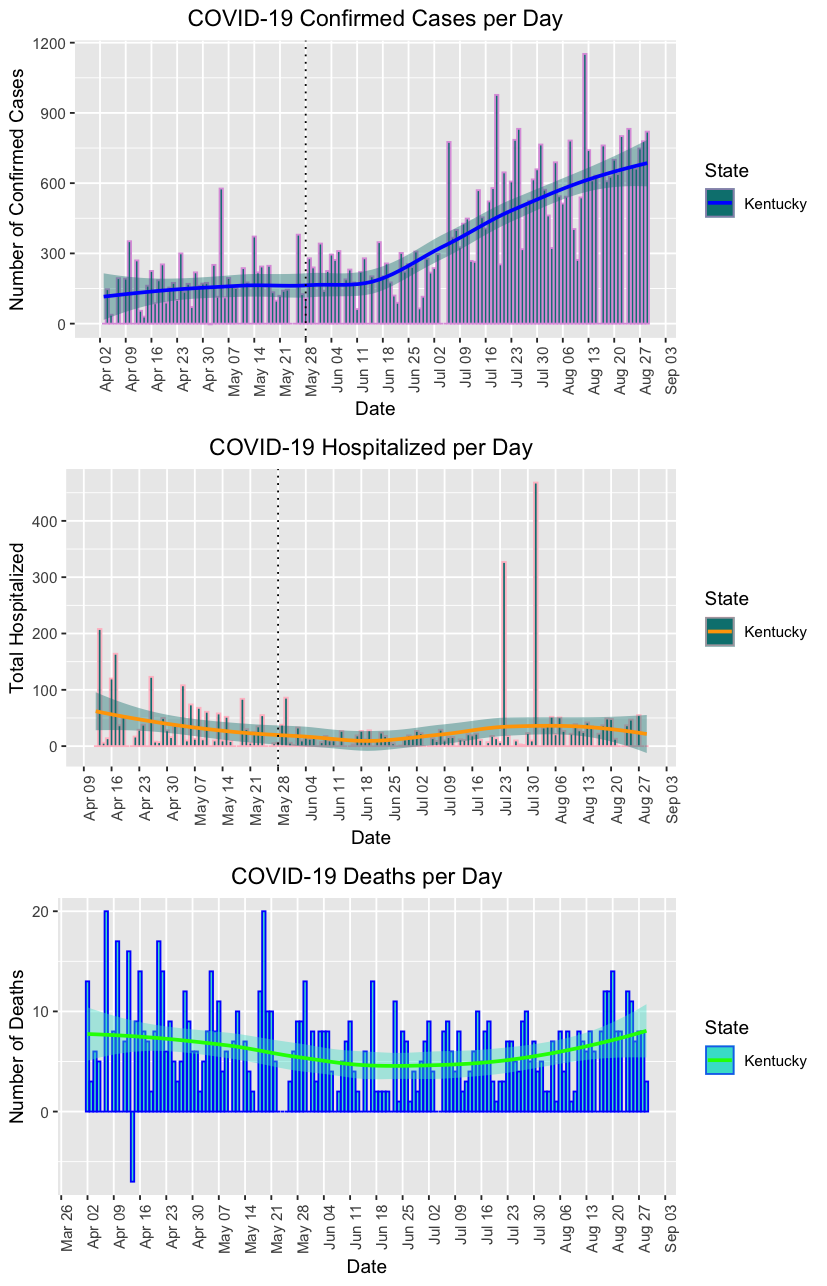 COVID-19 Confirmed Cases per Day
Number of Confirmed Cases
1200
900
600
300
0
Apr 02
Apr 09
Apr 16
Apr 23
Apr 30
May 07
May 14
May 21
May 28
Jun 04
Jun 11
Jun 18
Jun 25
Jul 02
Jul 09
Jul 16
Jul 23
Jul 30
Aug 06
Aug 13
Aug 20
Aug 27
Sep 03
Date
State
Kentucky
COVID-19 Hospitalized per Day
Total Hospitalized
400
300
200
100
0
Apr 09
Apr 16
Apr 23
Apr 30
May 07
May 14
May 21
May 28
Jun 04
Jun 11
Jun 18
Jun 25
Jul 02
Jul 09
Jul 16
Jul 23
Jul 30
Aug 06
Aug 13
Aug 20
Aug 27
Sep 03
Date
State
Kentucky
COVID-19 Deaths per Day
Number of Deaths
20
10
0
Mar 26
Apr 02
Apr 09
Apr 16
Apr 23
Apr 30
May 07
May 14
May 21
May 28
Jun 04
Jun 11
Jun 18
Jun 25
Jul 02
Jul 09
Jul 16
Jul 23
Jul 30
Aug 06
Aug 13
Aug 20
Aug 27
Sep 03
Date
State
Kentucky